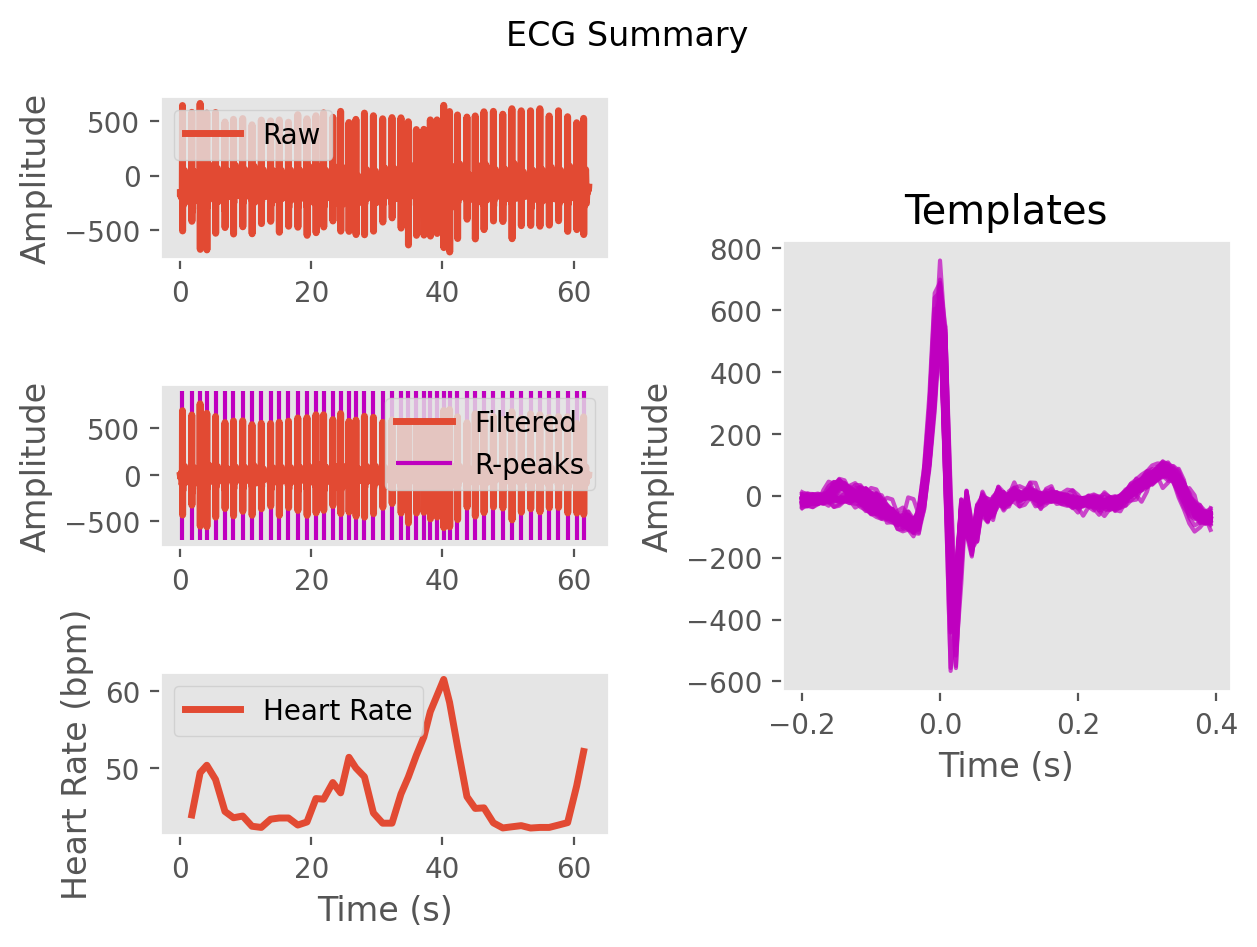 ECG Summary
Amplitude
500
0
−500
Raw
0 20 40 60
Amplitude
500
0
−500
Filtered
R-peaks
0 20 40 60
Heart Rate (bpm)
60
50
Heart Rate
0 20 40 60
Time (s)
Templates
Amplitude
800
600
400
200
0
−200
−400
−600
−0.2 0.0 0.2 0.4
Time (s)